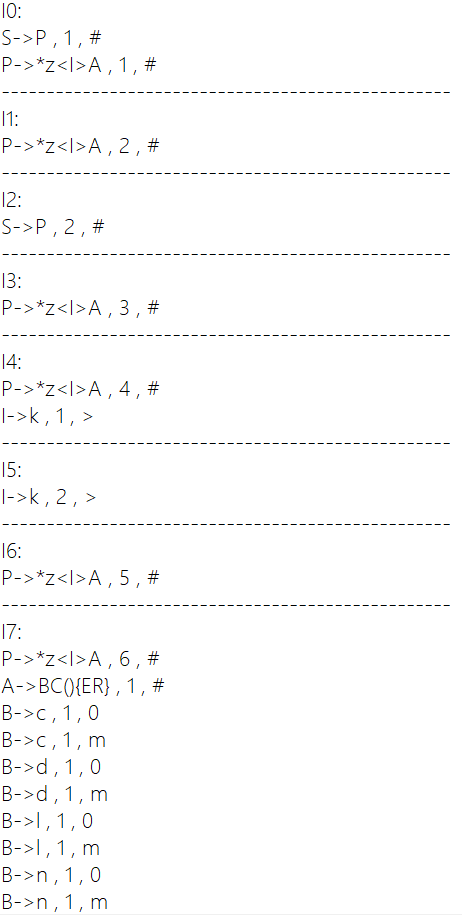 I0:
S->P , 1 , #
P->*z<I>A , 1 , #
--------------------------------------------------
I1:
P->*z<I>A , 2 , #
--------------------------------------------------
I2:
S->P , 2 , #
--------------------------------------------------
I3:
P->*z<I>A , 3 , #
--------------------------------------------------
I4:
P->*z<I>A , 4 , #
I->k , 1 , >
--------------------------------------------------
I5:
I->k , 2 , >
--------------------------------------------------
I6:
P->*z<I>A , 5 , #
--------------------------------------------------
I7:
P->*z<I>A , 6 , #
A->BC(){ER} , 1 , #
B->c , 1 , 0
B->c , 1 , m
B->d , 1 , 0
B->d , 1 , m
B->l , 1 , 0
B->l , 1 , m
B->n , 1 , 0
B->n , 1 , m